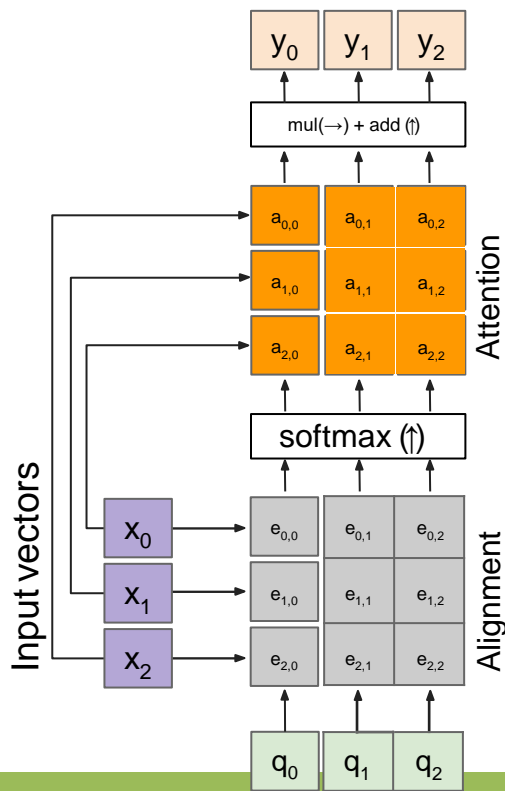 y0 y1 y2
mul(→) + add (↑)
a0,0 a0,1 a0,2
a1,0 a1,1 a1,2
a2,0 a2,1 a2,2
Attention
softmax (↑)
Input vectors
x0 e0,0 e0,1 e0,2
x1 e1,0 e1,1 e1,2
x2 e2,0 e2,1 e2,2
Alignment
q0 q1 q2